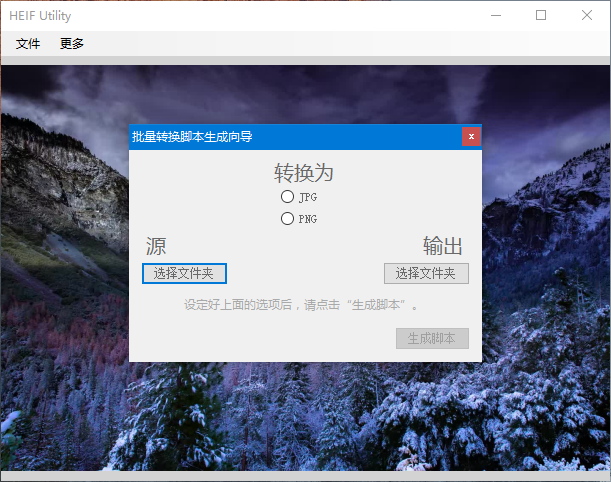 HEIF Utility
文件 更多
批量转换脚本生成向导
转换为
JPG
PNG
源 输出
选择文件夹 选择文件夹
设定好上面的选项后，请点击“生成脚本”。
生成脚本